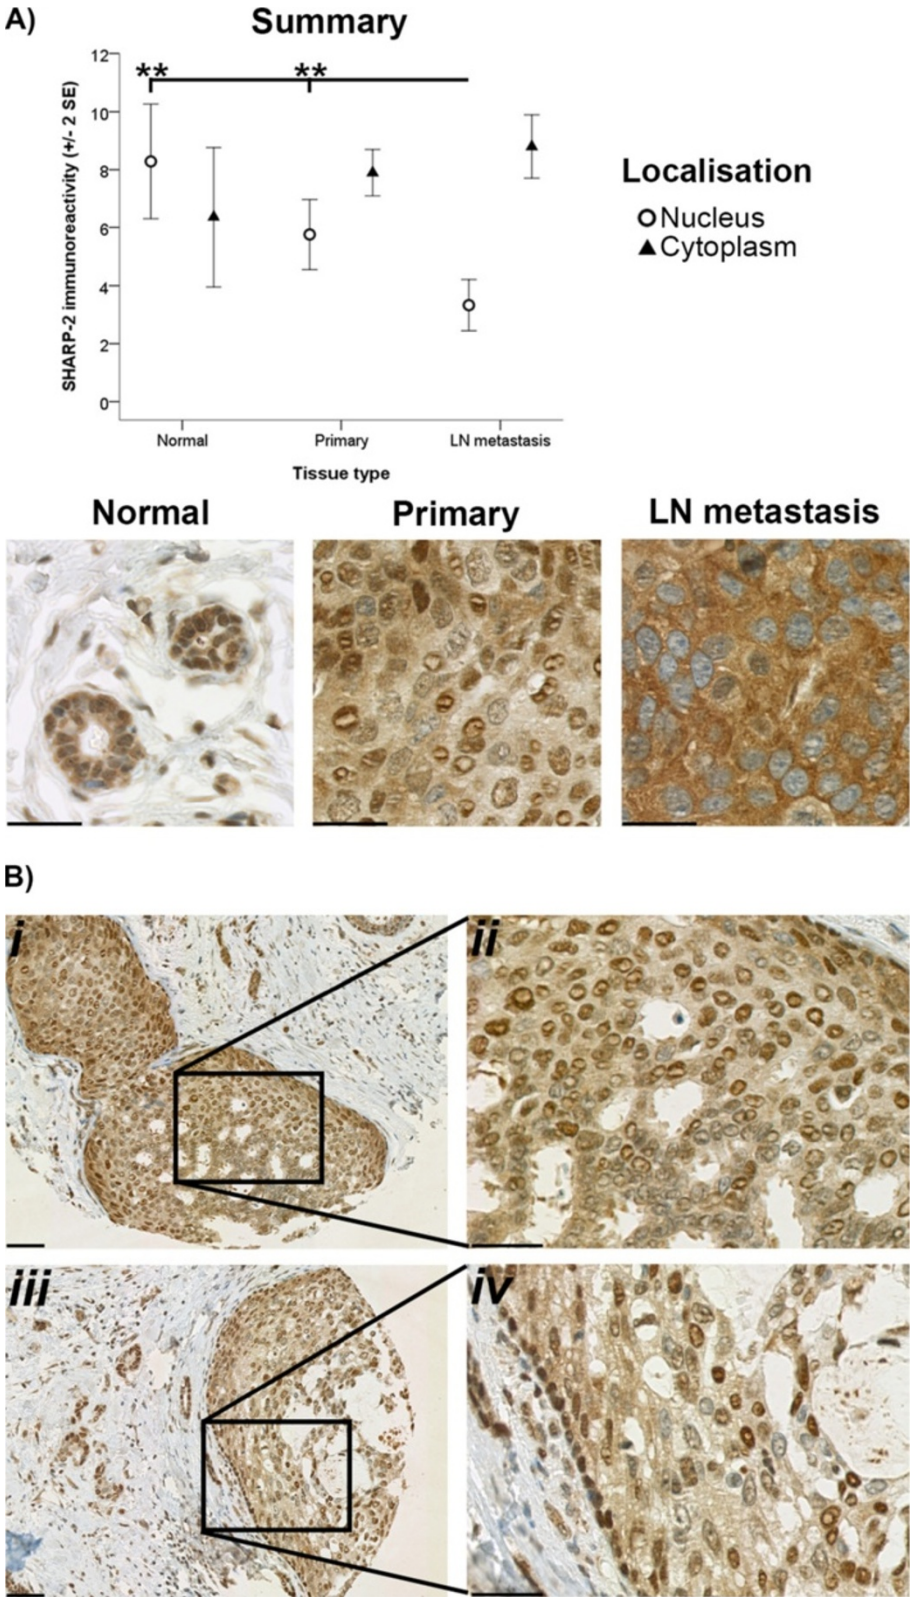 A)
Summary
SHARP-2 immunoreactivity (+/- 2 SE)
12
10
8
6
4
2
0
** **
Normal Primary LN metastasis
Tissue type
Localisation
Nucleus
Cytoplasm
Normal Primary LN metastasis
B)
i ii
iii iv